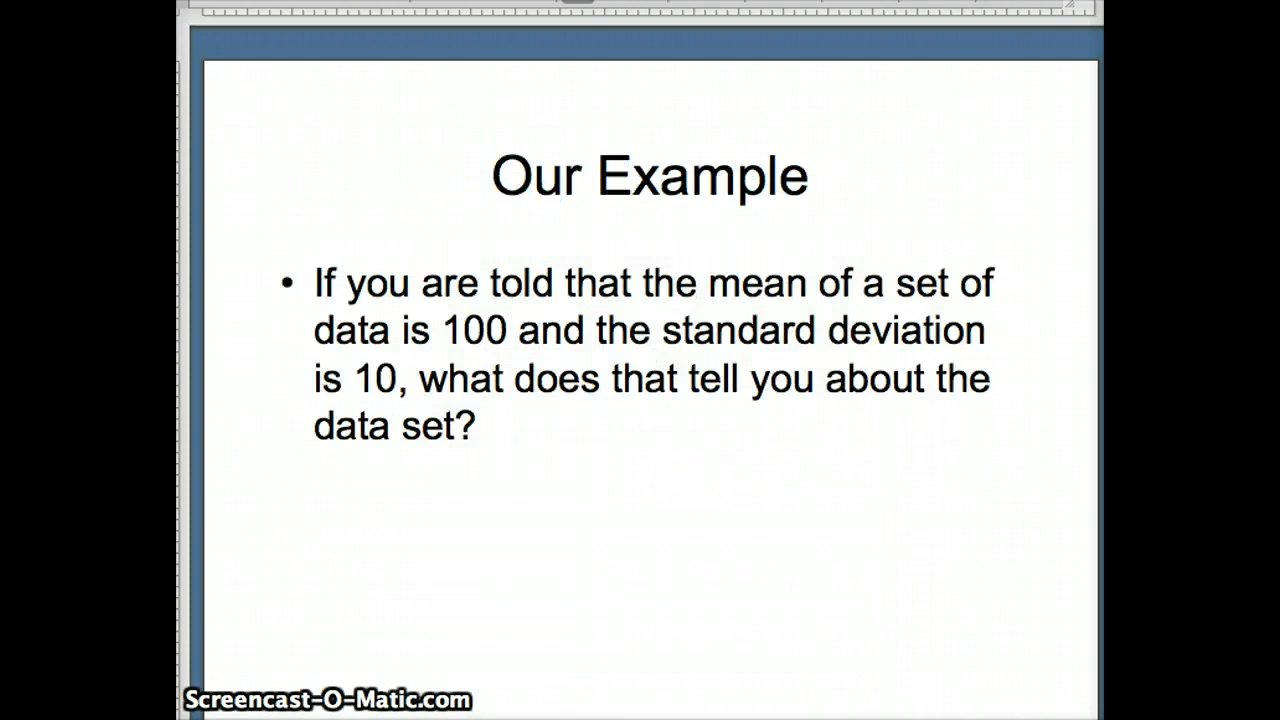 Our Example
• If you are told that the mean of a set of
data is 100 and the standard deviation
is 10, what does that tell you about the
data set?
Screencast-O-Matic.com